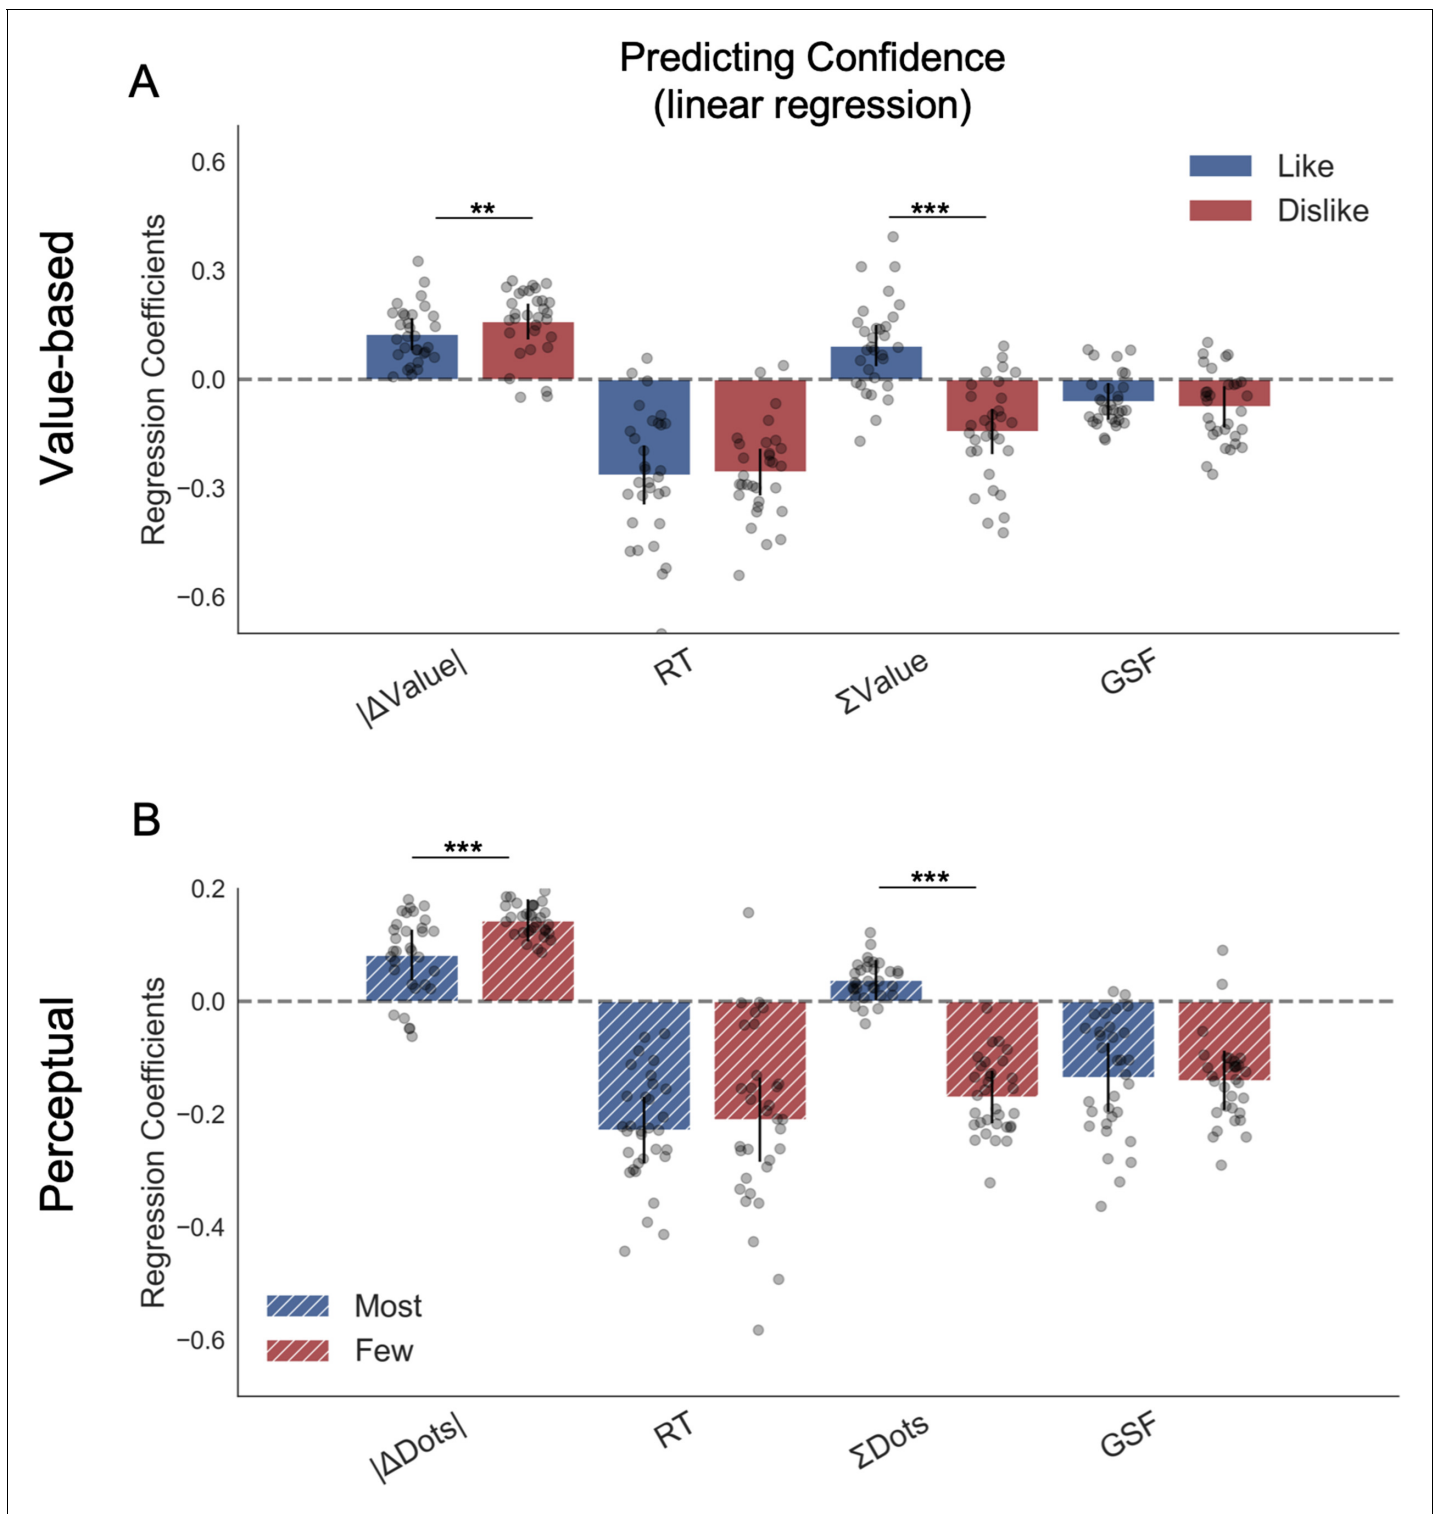 A
Predicting Confidence
(linear regression)
Value-based
Regression Coefficients
0.6
0.3
0.0
−0.3
−0.6
**
***
Like
Dislike
|ΔValue|
RT
ΣValue
GSF
B
Perceptual
Regression Coefficients
0.2
0.0
−0.2
−0.4
−0.6
***
***
Most
Few
|ΔDots|
RT
ΣDots
GSF